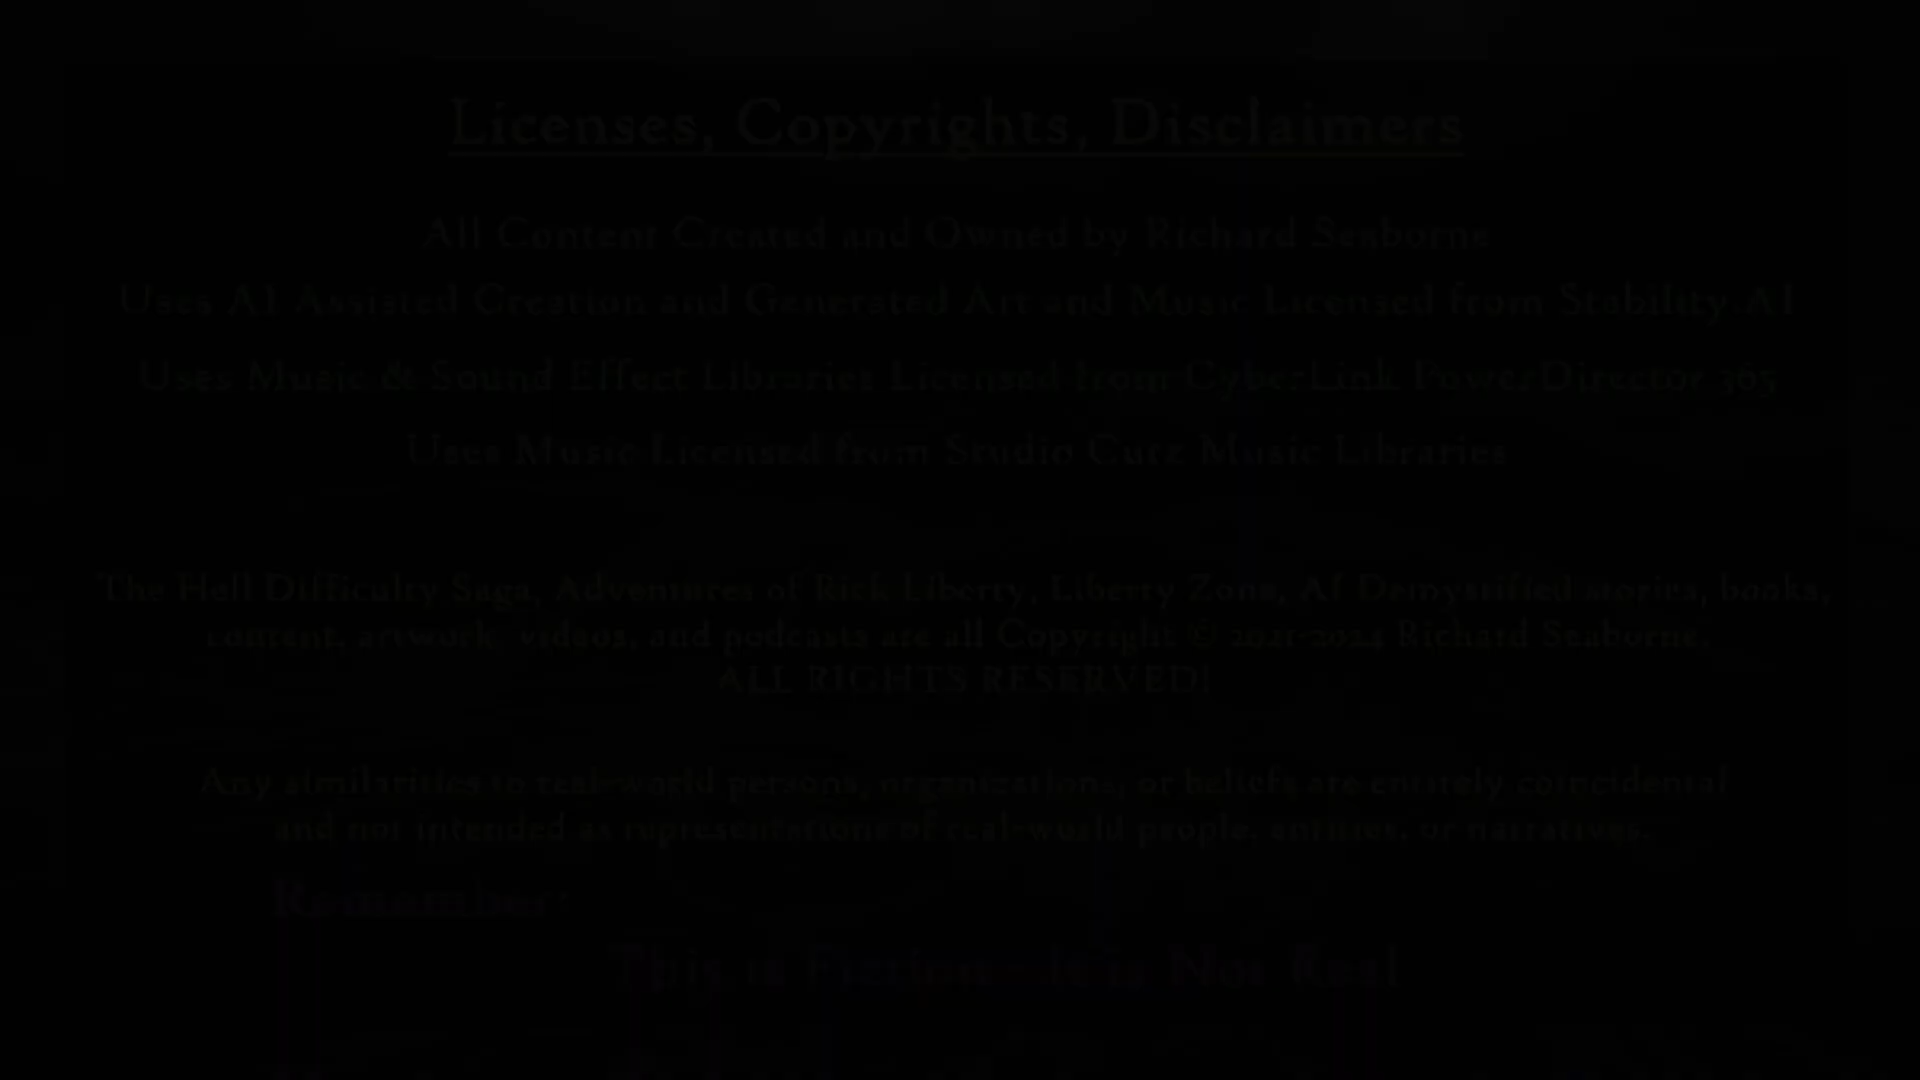 Licenses, Copyrights, Disclaimers
All Content Created and Owned by Richard Seaborne
Uses AI Assisted Creation and Generated Art and Music Licensed from Stability.AI
Uses Music & Sound Effect Libraries Licensed from CyberLink PowerDirector 365
Uses Music Licensed from Studio Cutz Music Libraries
The Hell Difficulty Saga, Adventures of Rick Liberty, Liberty Zone, AI Demystified stories, books,
content, artwork, videos, and podcasts are all Copyright © 2021-2024 Richard Seaborne.
ALL RIGHTS RESERVED!
Any similarities to real-world persons, organizations, or beliefs are entirely coincidental
and not intended as representations of real-world people, entities, or narratives.
Remember:
This is Fiction - It is Not Real